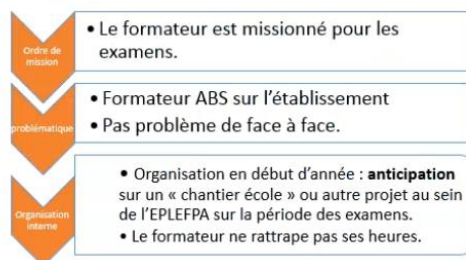 Ordre de
mission
• Le formateur est missionné pour les
examens.
problématique
• Formateur ABS sur l'établissement
• Pas problème de face à face.
Organisation
interne
• Organisation en début d'année : anticipation
sur un « chantier école » ou autre projet au sein
de l'EPLEFPA sur la période des examens.
• Le formateur ne rattrape pas ses heures.